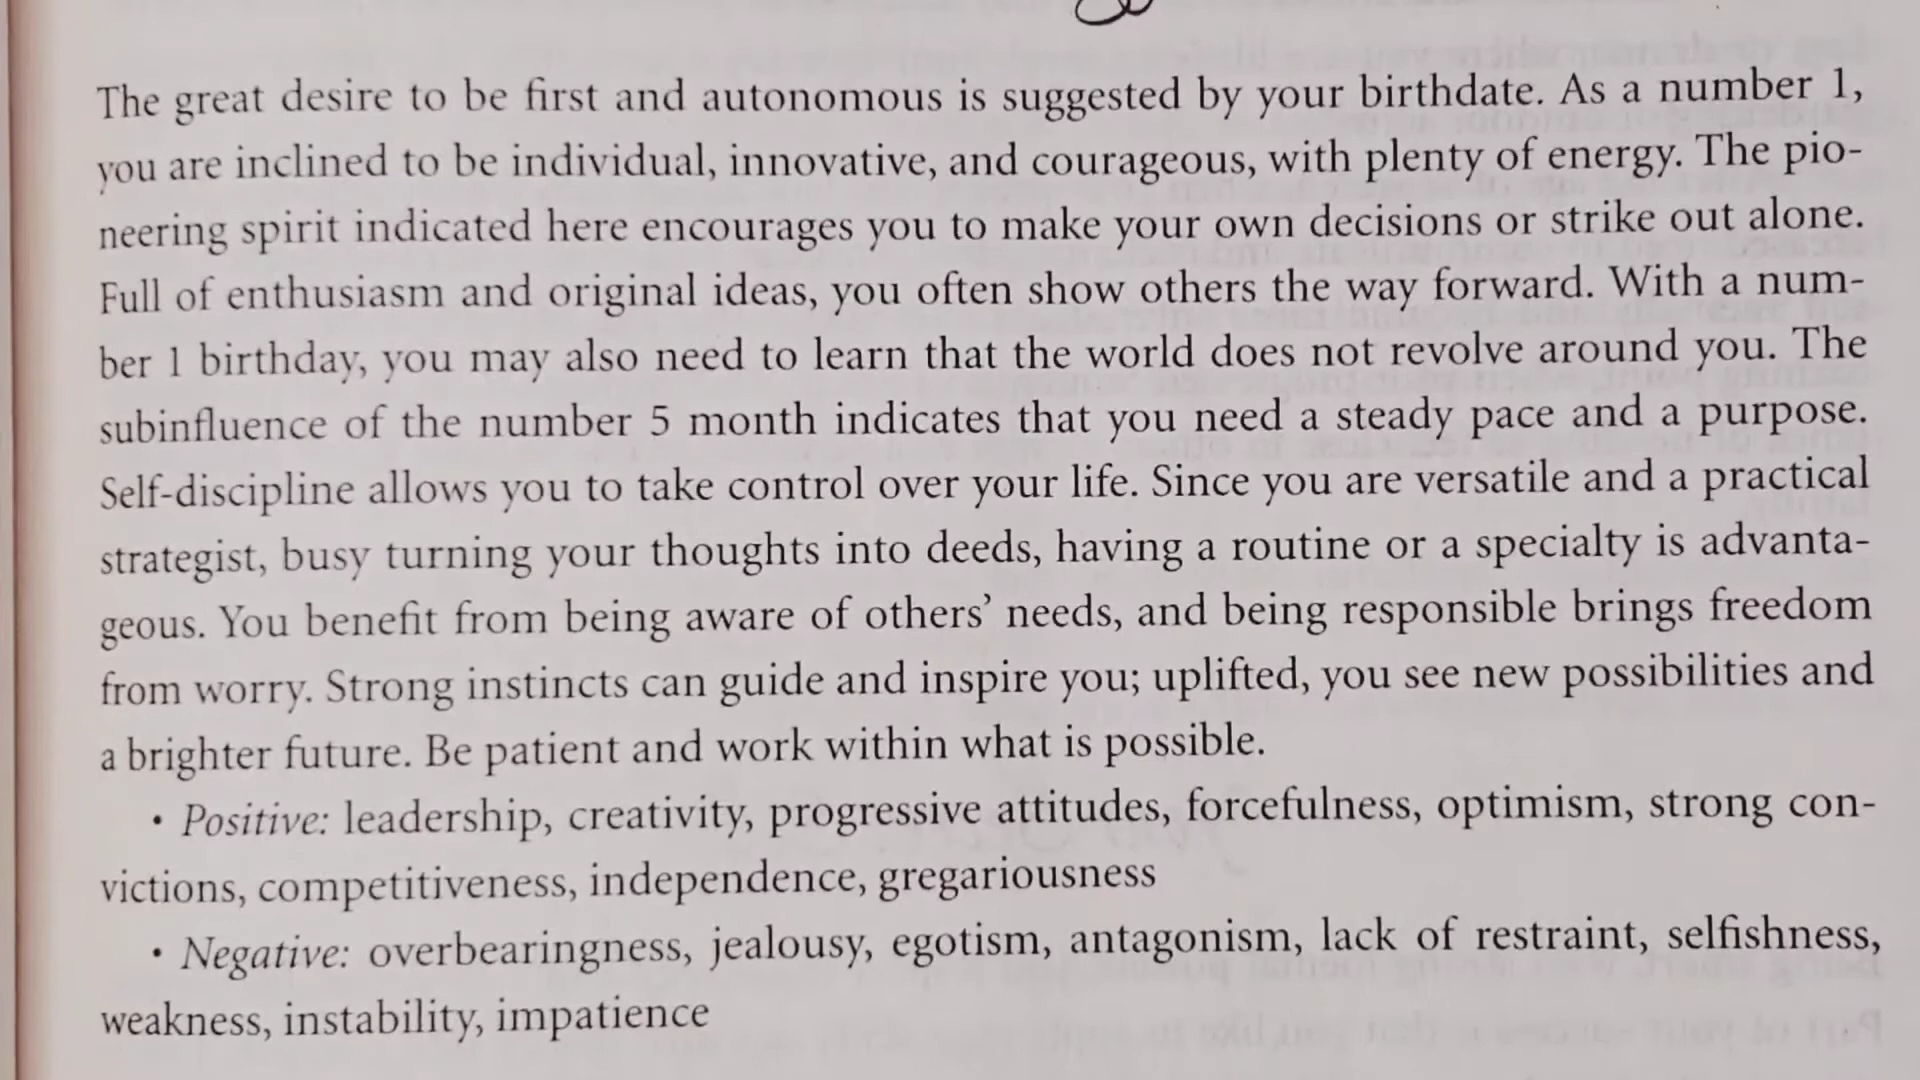 The great desire to be first and autonomous is suggested by your birthdate. As a number 1,
you are inclined to be individual, innovative, and courageous, with plenty of energy. The pio-
neering spirit indicated here encourages you to make your own decisions or strike out alone.
Full of enthusiasm and original ideas, you often show others the way forward. With a num-
ber 1 birthday, you may also need to learn that the world does not revolve around you. The
subinfluence of the number 5 month indicates that you need a steady pace and a purpose.
Self-discipline allows you to take control over your life. Since you are versatile and a practical
strategist, busy turning your thoughts into deeds, having a routine or a specialty is advanta-
geous. You benefit from being aware of others’ needs, and being responsible brings freedom
from worry. Strong instincts can guide and inspire you; uplifted, you see new possibilities and
a brighter future. Be patient and work within what is possible.
• Positive: leadership, creativity, progressive attitudes, forcefulness, optimism, strong con-
victions, competitiveness, independence, gregariousness
• Negative: overbearingness, jealousy, egotism, antagonism, lack of restraint, selfishness,
weakness, instability, impatience